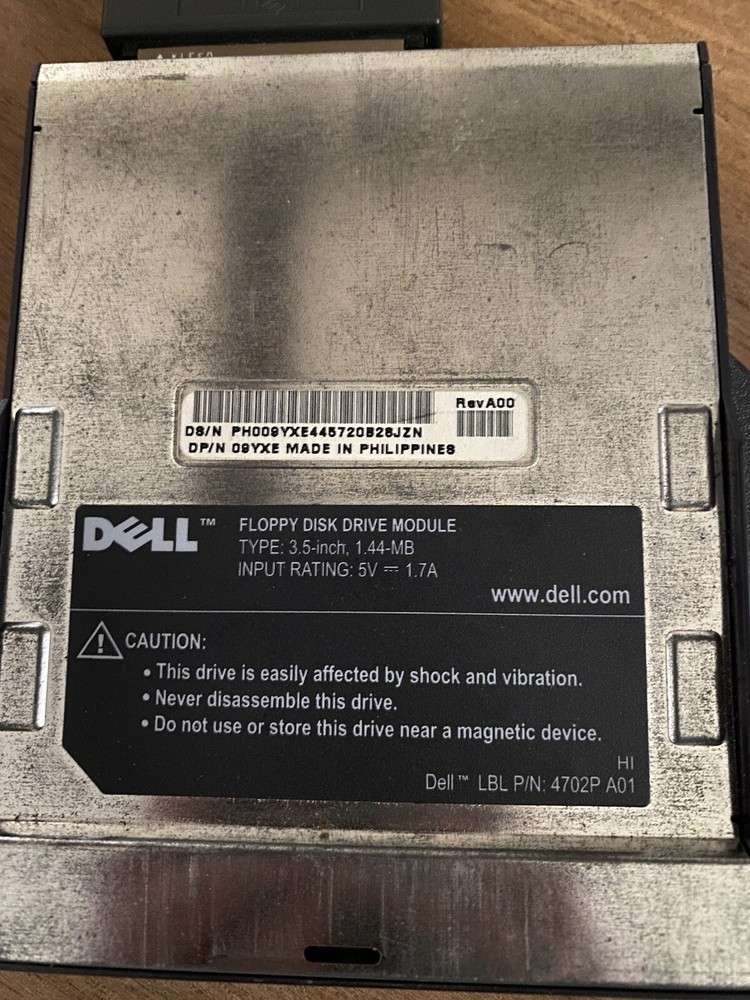 RevA00
DS/N PH009YXE445720B28JZN
DP/N 09YXE MADE IN PHILIPPINES
DELL™ FLOPPY DISK DRIVE MODULE
TYPE: 3.5-inch, 1.44-MB
INPUT RATING: 5V ⎓ 1.7A
www.dell.com
CAUTION:
• This drive is easily affected by shock and vibration.
• Never disassemble this drive.
• Do not use or store this drive near a magnetic device.
HI
Dell™ LBL P/N: 4702P A01